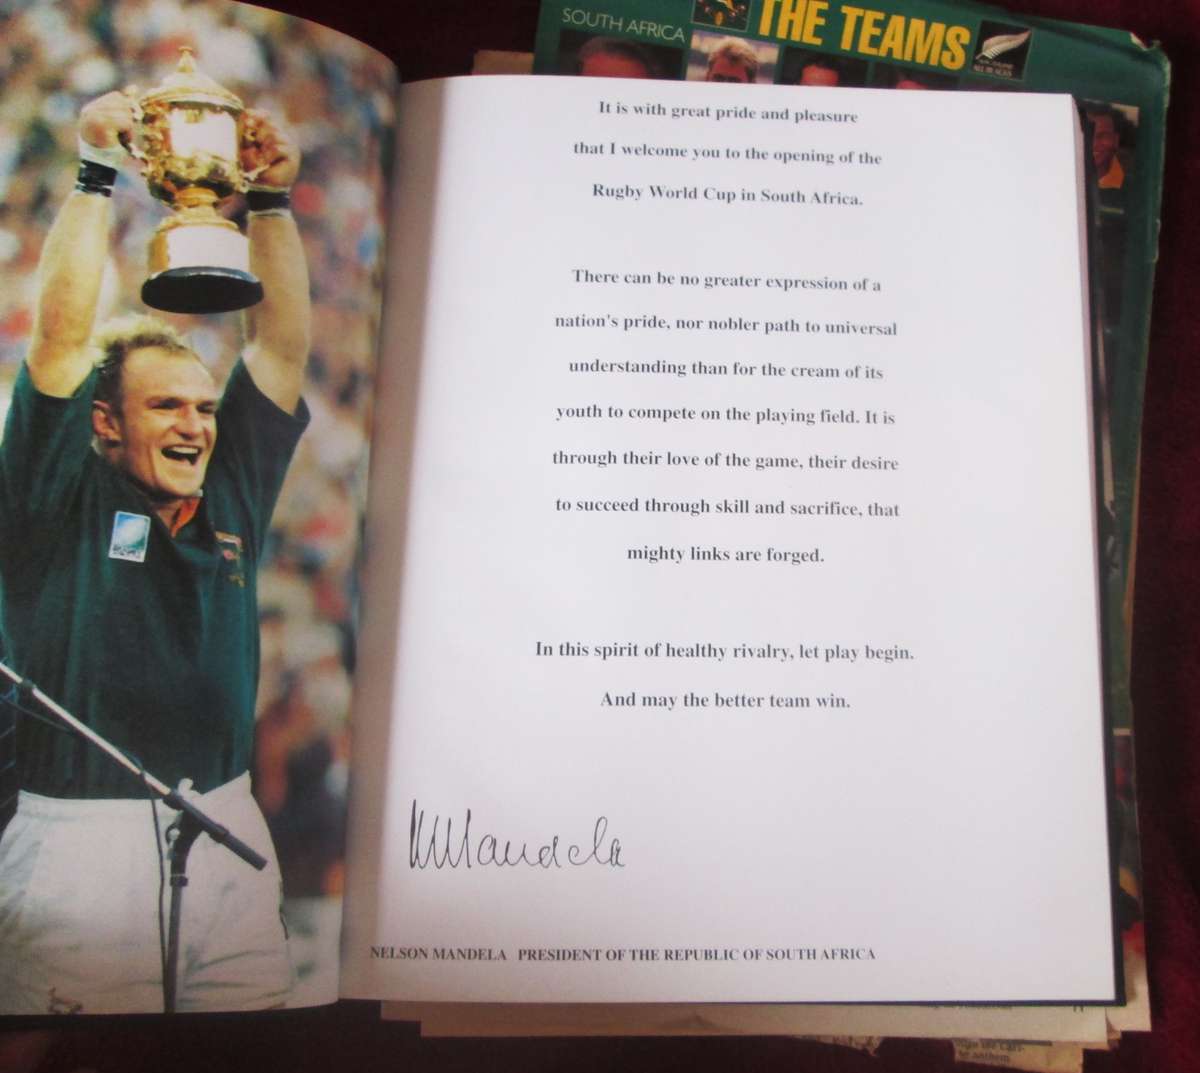 SOUTH AFRICA
THE TEAMS
ALL BLACKS
It is with great pride and pleasure
that I welcome you to the opening of the
Rugby World Cup in South Africa.
There can be no greater expression of a
nation's pride, nor nobler path to universal
understanding than for the cream of its
youth to compete on the playing field. It is
through their love of the game, their desire
to succeed through skill and sacrifice, that
mighty links are forged.
In this spirit of healthy rivalry, let play begin.
And may the better team win.
NMandela
NELSON MANDELA PRESIDENT OF THE REPUBLIC OF SOUTH AFRICA